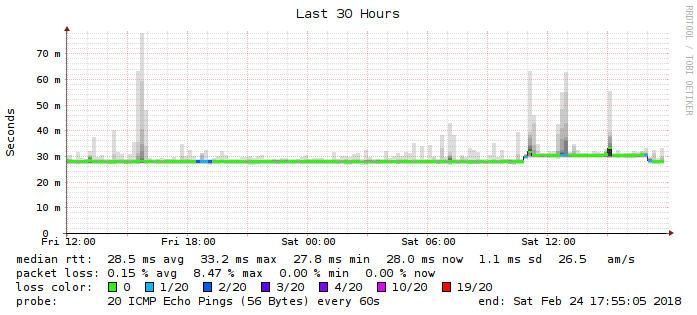 Last 30 Hours
RRDTOOL / TOBI OETIKER
Seconds
70 m
60 m
50 m
40 m
30 m
20 m
10 m
0
Fri 12:00 Fri 18:00 Sat 00:00 Sat 06:00 Sat 12:00
median rtt: 28.5 ms avg 33.2 ms max 27.8 ms min 28.0 ms now 1.1 ms sd 26.5 am/s
packet loss: 0.15 % avg 8.47 % max 0.00 % min 0.00 % now
loss color: 0 1/20 2/20 3/20 4/20 10/20 19/20
probe: 20 ICMP Echo Pings (56 Bytes) every 60s end: Sat Feb 24 17:55:05 2018